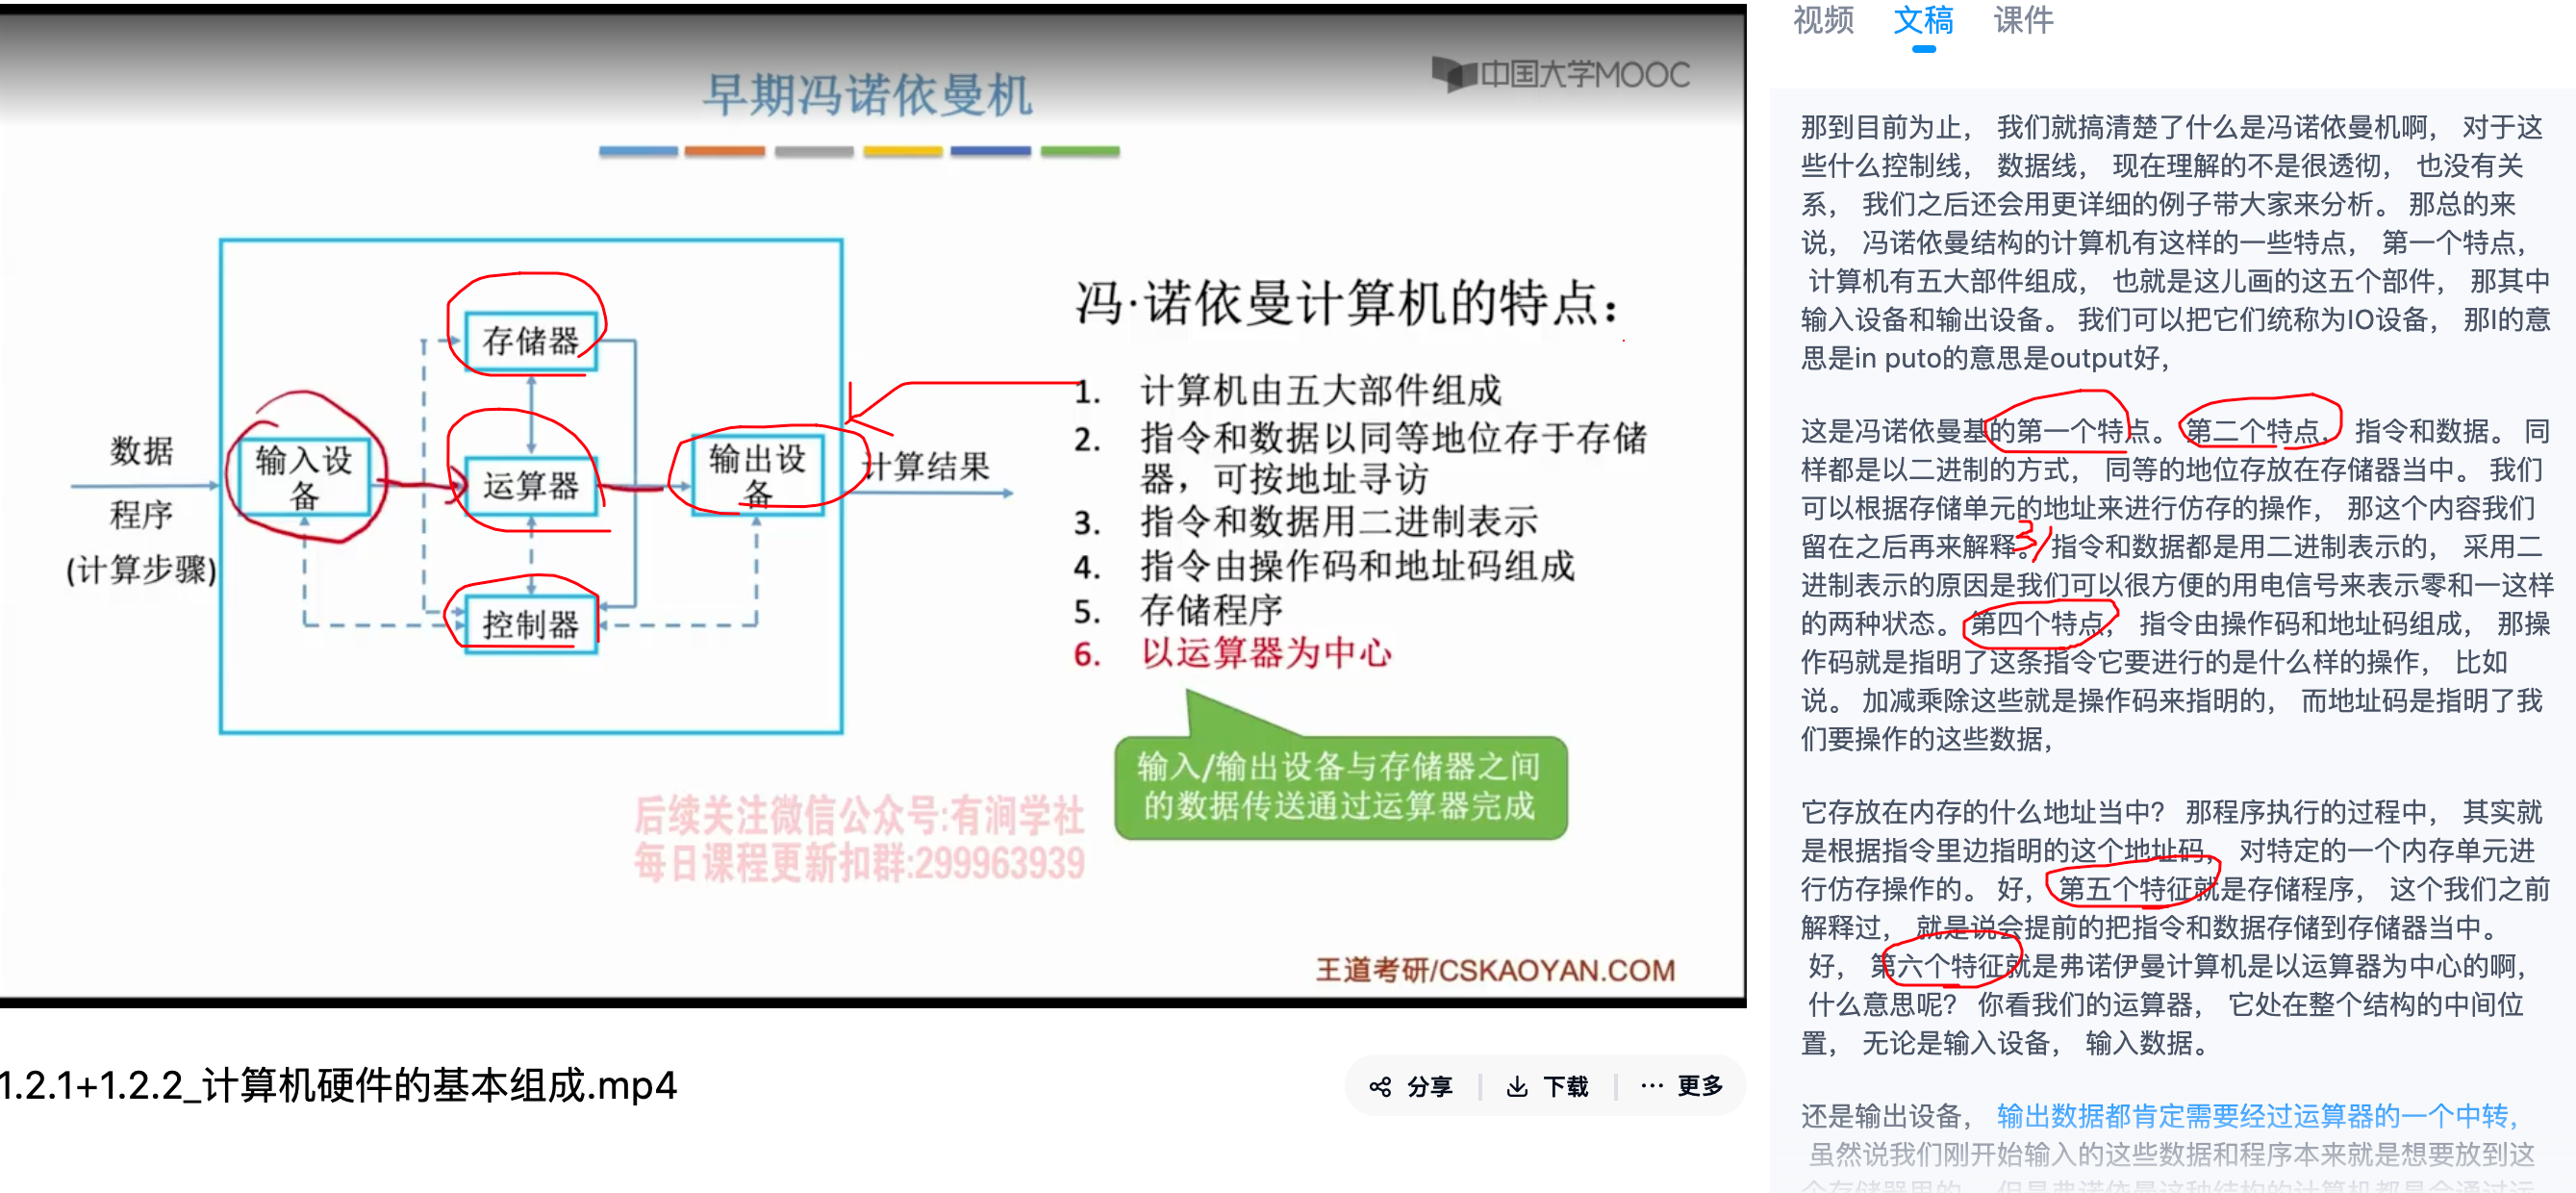 早期冯诺依曼机
中国大学MOOC
数据
程序
(计算步骤)
输入设
备
存储器
运算器
控制器
输出设
备
计算结果
冯·诺依曼计算机的特点：
1. 计算机由五大部件组成
2. 指令和数据以同等地位存于存储
器，可按地址寻访
3. 指令和数据用二进制表示
4. 指令由操作码和地址码组成
5. 存储程序
6. 以运算器为中心
输入/输出设备与存储器之间
的数据传送通过运算器完成
后续关注微信公众号:有涧学社
每日课程更新扣群:299963939
王道考研/CSKAOYAN.COM
1.2.1+1.2.2_计算机硬件的基本组成.mp4
分享 下载 更多
视频 文稿 课件
那到目前为止， 我们就搞清楚了什么是冯诺依曼机啊， 对于这
些什么控制线， 数据线， 现在理解的不是很透彻， 也没有关
系， 我们之后还会用更详细的例子带大家来分析。 那总的来
说， 冯诺依曼结构的计算机有这样的一些特点， 第一个特点，
计算机有五大部件组成， 也就是这儿画的这五个部件， 那其中
输入设备和输出设备。 我们可以把它们统称为IO设备， 那I的意
思是in puto的意思是output好，
这是冯诺依曼基的第一个特点。 第二个特点， 指令和数据。 同
样都是以二进制的方式， 同等的地位存放在存储器当中。 我们
可以根据存储单元的地址来进行仿存的操作， 那这个内容我们
留在之后再来解释。 3) 指令和数据都是用二进制表示的， 采用二
进制表示的原因是我们可以很方便的用电信号来表示零和一这样
的两种状态。 第四个特点， 指令由操作码和地址码组成， 那操
作码就是指明了这条指令它要进行的是什么样的操作， 比如
说。 加减乘除这些就是操作码来指明的， 而地址码是指明了我
们要操作的这些数据，
它存放在内存的什么地址当中? 那程序执行的过程中， 其实就
是根据指令里边指明的这个地址码， 对特定的一个内存单元进
行仿存操作的。 好， 第五个特征就是存储程序， 这个我们之前
解释过， 就是说会提前的把指令和数据存储到存储器当中。
好， 第六个特征就是弗诺伊曼计算机是以运算器为中心的啊，
什么意思呢? 你看我们的运算器， 它处在整个结构的中间位
置， 无论是输入设备， 输入数据。
还是输出设备， 输出数据都肯定需要经过运算器的一个中转，
虽然说我们刚开始输入的这些数据和程序本来就是想要放到这